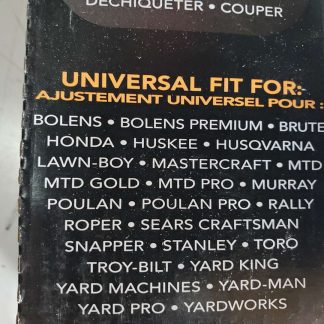 DÉCHIQUETER • COUPER
UNIVERSAL FIT FOR:
AJUSTEMENT UNIVERSEL POUR :
BOLENS • BOLENS PREMIUM • BRUTE
HONDA • HUSKEE • HUSQVARNA
LAWN-BOY • MASTERCRAFT • MTD
MTD GOLD • MTD PRO • MURRAY
POULAN • POULAN PRO • RALLY
ROPER • SEARS CRAFTSMAN
SNAPPER • STANLEY • TORO
TROY-BILT • YARD KING
YARD MACHINES • YARD-MAN
YARD PRO • YARDWORKS